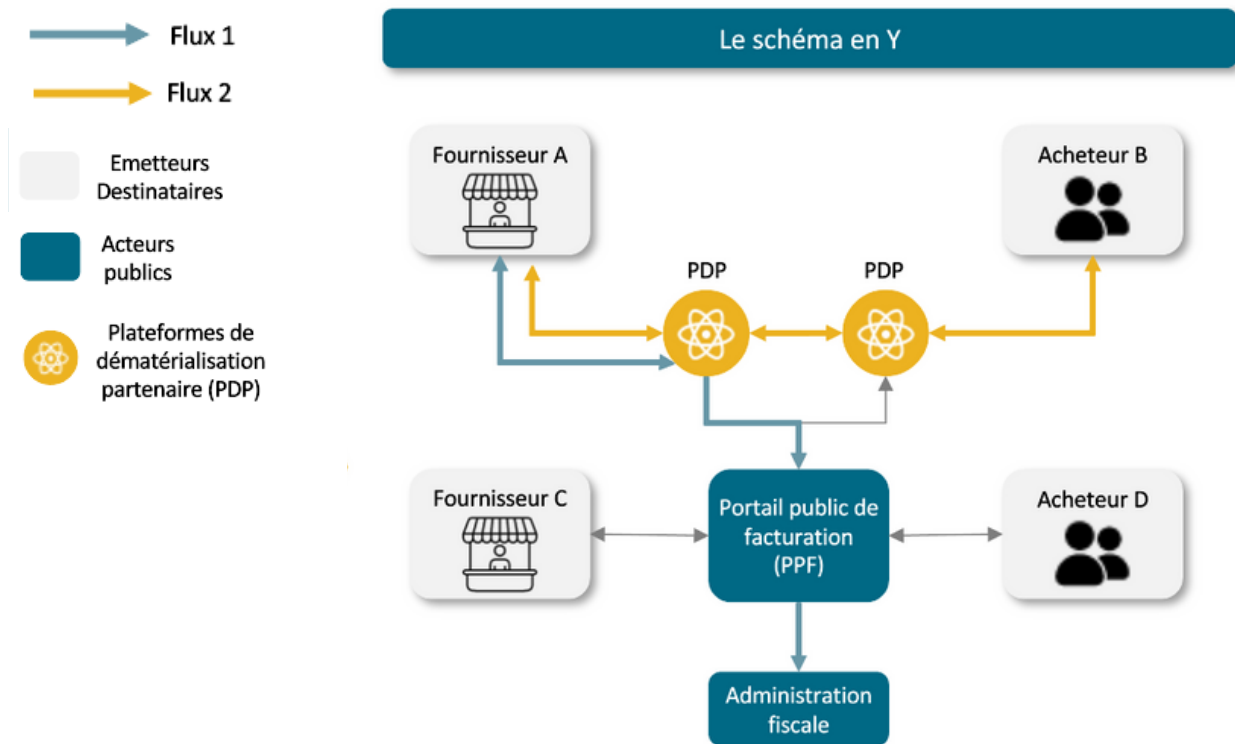 Flux 1
Flux 2
Emetteurs
Destinataires
Acteurs
publics
Plateformes de
dématérialisation
partenaire (PDP)
Le schéma en Y
Fournisseur A
Acheteur B
PDP
PDP
Fournisseur C
Portail public de
facturation
(PPF)
Acheteur D
Administration
fiscale